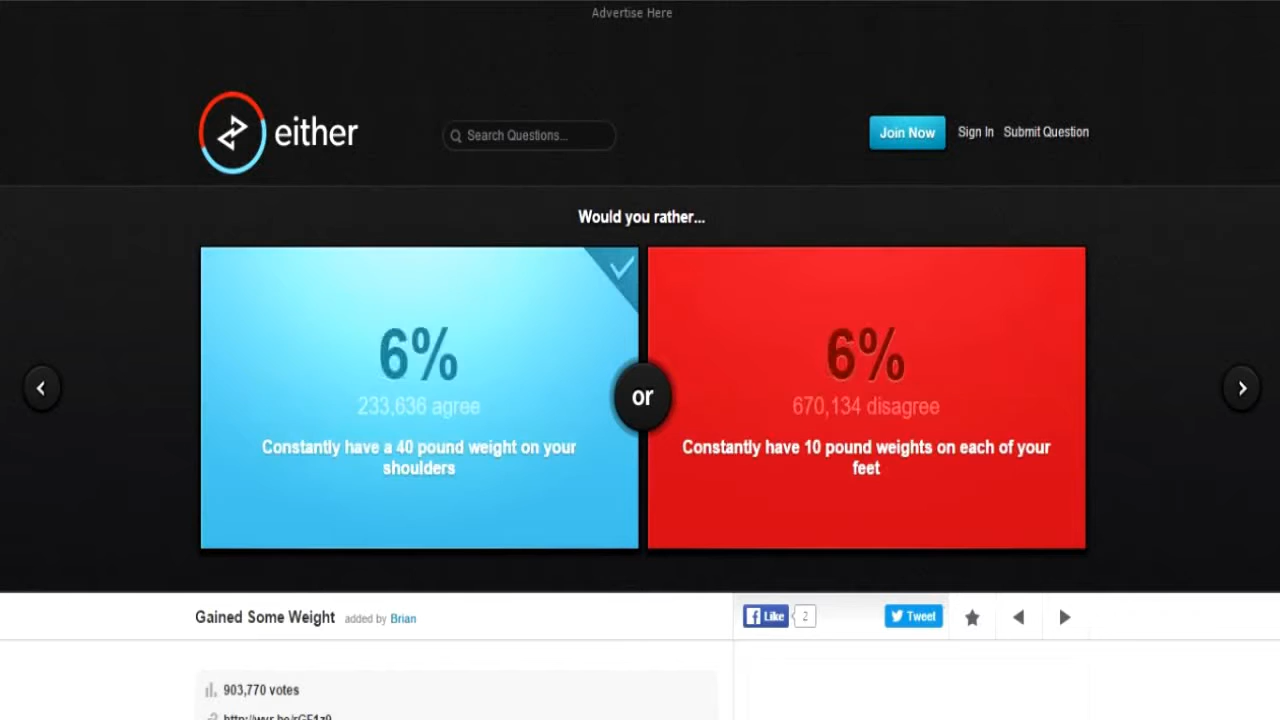 Advertise Here
either
Search Questions...
Join Now
Sign In
Submit Question
Would you rather...
6%
233,636 agree
Constantly have a 40 pound weight on your
shoulders
or
6%
670,134 disagree
Constantly have 10 pound weights on each of your
feet
Gained Some Weight added by Brian
Like
2
Tweet
903,770 votes